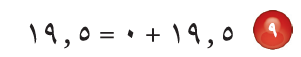 ٩ ١٩,٥ + ٠ = ١٩,٥